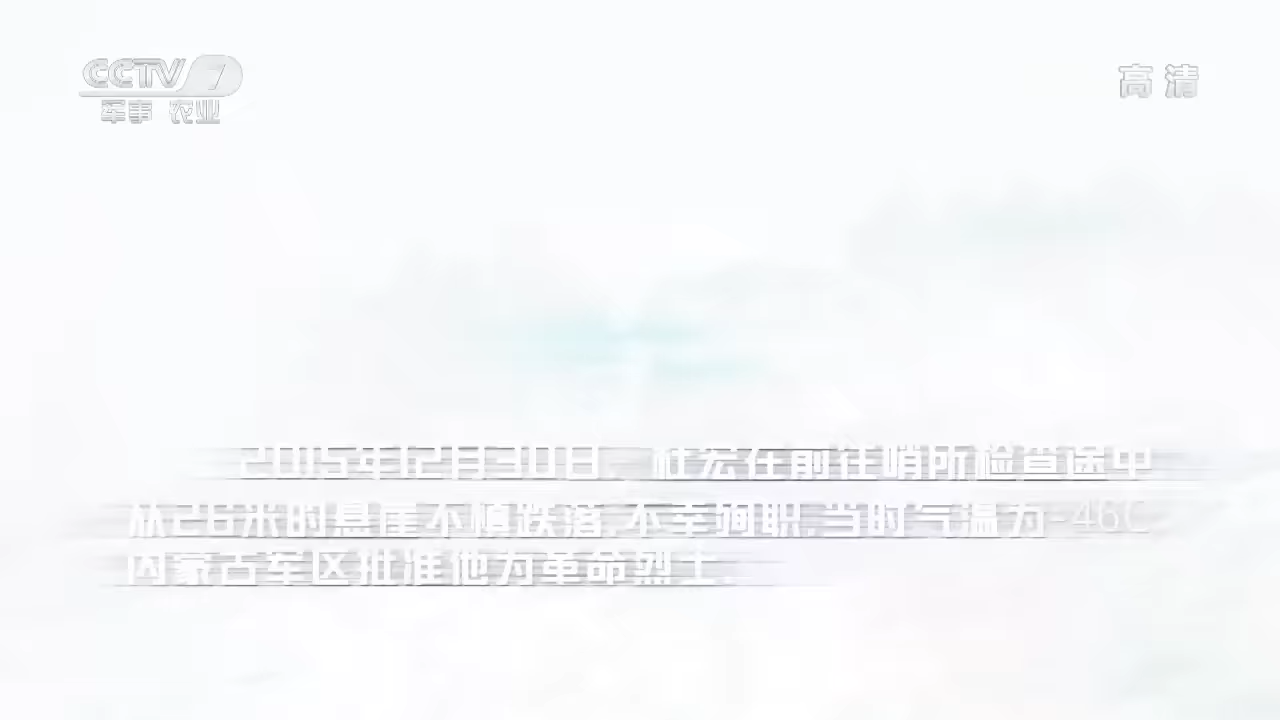 CCTV 7
军事 农业
高清
2015年12月30日、杜宏在前往哨所检查途中
从26米的悬崖不慎跌落,不幸殉职,当时气温为-46C
内蒙古军区批准他为革命烈士.